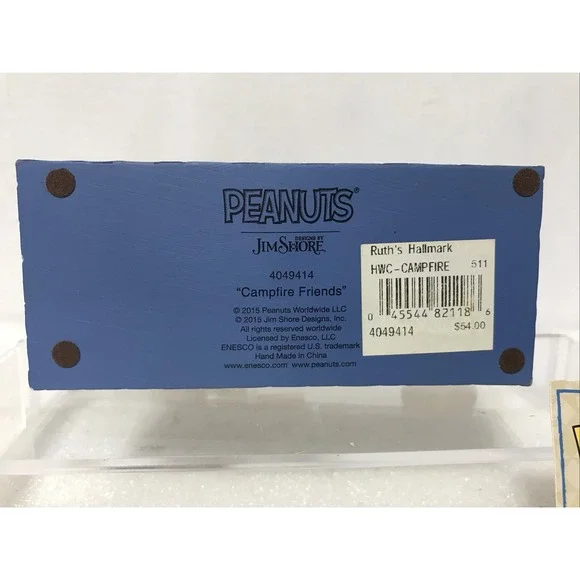 PEANUTS®
DESIGNS BY
JIM SHORE
4049414
"Campfire Friends"
© 2015 Peanuts Worldwide LLC
© 2015 Jim Shore Designs, Inc.
All rights reserved worldwide
Licensed by Enesco, LLC
ENESCO is a registered U.S. trademark
Hand Made in China
www.enesco.com www.peanuts.com
Ruth's Hallmark
HWC-CAMPFIRE 511
0 45544 82118 6
4049414 $54.00